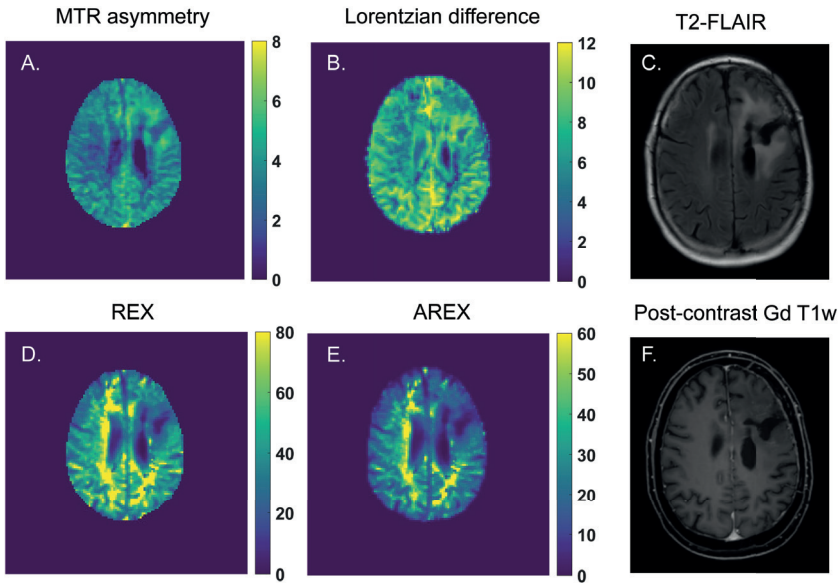 MTR asymmetry
Lorentzian difference
T2-FLAIR
A.
8
6
4
2
0
B.
12
10
8
6
4
2
0
C.
REX
AREX
Post-contrast Gd T1w
D.
80
60
40
20
0
E.
60
50
40
30
20
10
0
F.